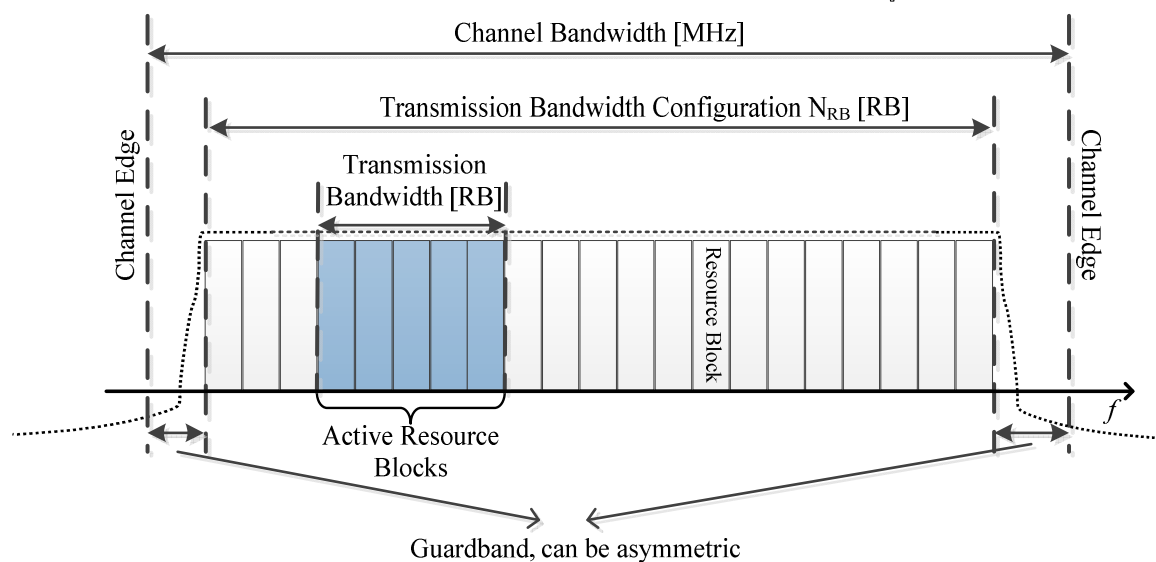 Channel Bandwidth [MHz]
Transmission Bandwidth Configuration N_RB [RB]
Channel Edge
Transmission
Bandwidth [RB]
Channel Edge
Resource Block
f
Active Resource
Blocks
Guardband, can be asymmetric